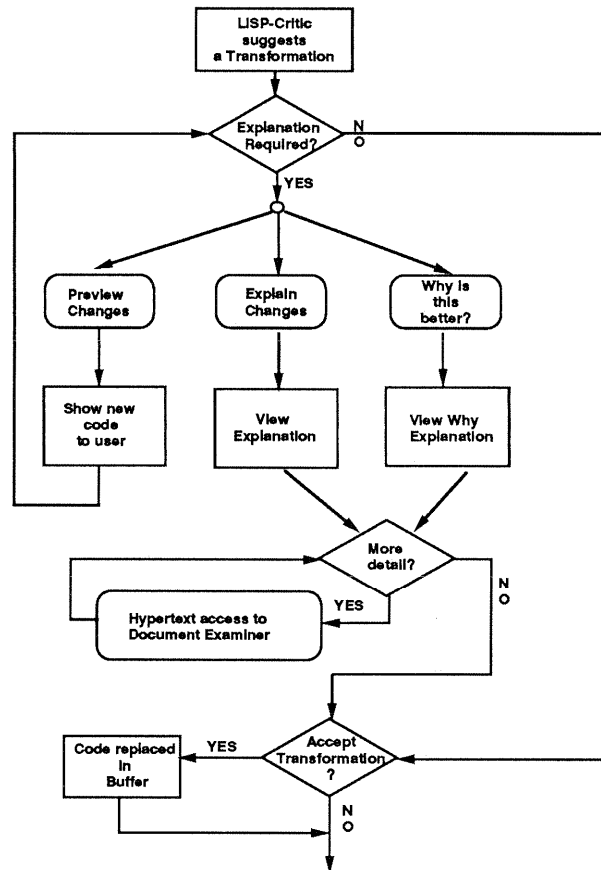 LISP-Critic
suggests
a Transformation
Explanation
Required?
N
O
YES
Preview
Changes
Explain
Changes
Why is
this
better?
Show new
code
to user
View
Explanation
View Why
Explanation
More
detail?
N
O
YES
Hypertext access to
Document Examiner
Accept
Transformation
?
YES
Code replaced
in
Buffer
N
O